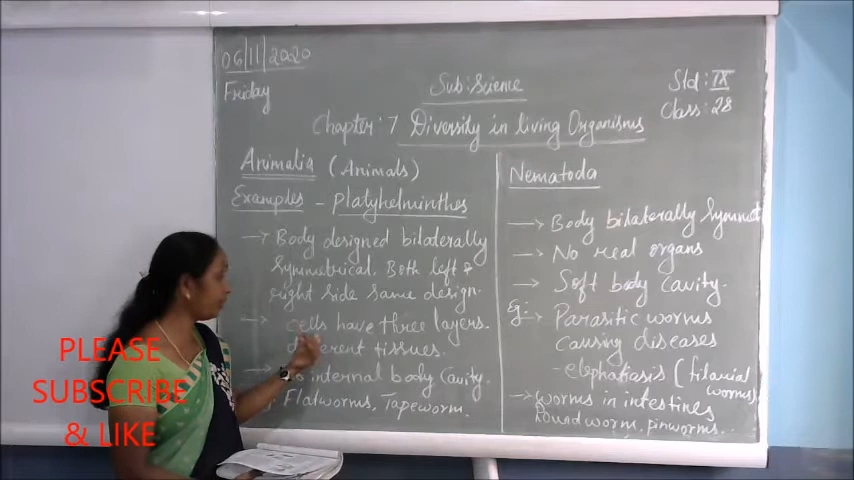 06/11/2020
Friday
Sub: Science
Std: IX
Class: 28
Chapter: 7 Diversity in living Organisms
Animalia (Animals)
Examples - Platyhelminthes
→ Body designed bilaterally
Symmetrical. Both left &
right side same design.
→ cells have three layers.
different tissues.
→ No internal body cavity.
Flatworms, Tapeworm.
Nematoda
→ Body bilaterally Symmet
→ No real organs
→ Soft body cavity.
Eg: → Parasitic worms
causing diseases
- elephatiasis (filarial
worms)
→ worms in intestines
Roundworm, pinworms.
PLEASE
SUBSCRIBE
& LIKE